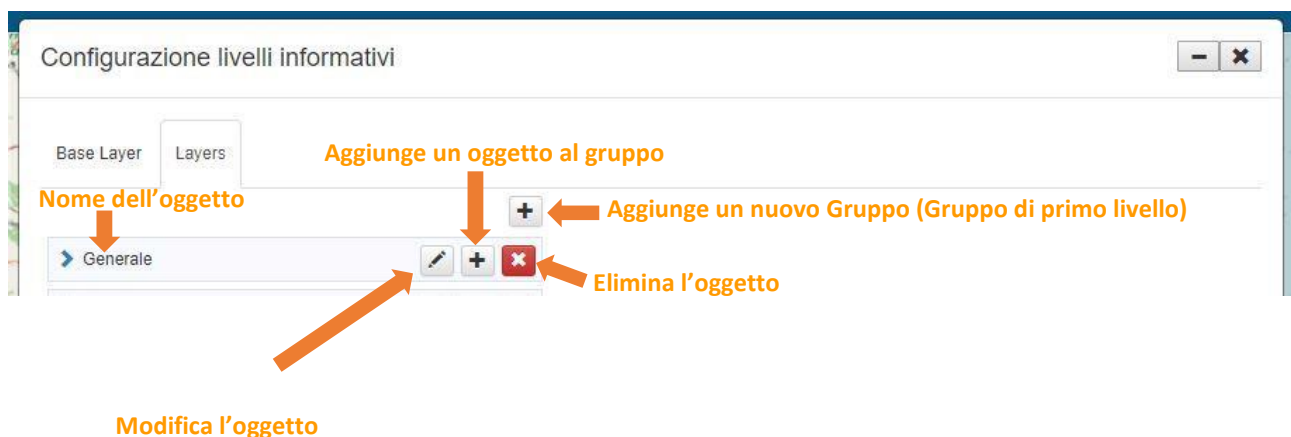 Configurazione livelli informativi
Base Layer Layers
Aggiunge un oggetto al gruppo
Nome dell’oggetto
Aggiunge un nuovo Gruppo (Gruppo di primo livello)
Generale
Elimina l’oggetto
Modifica l’oggetto